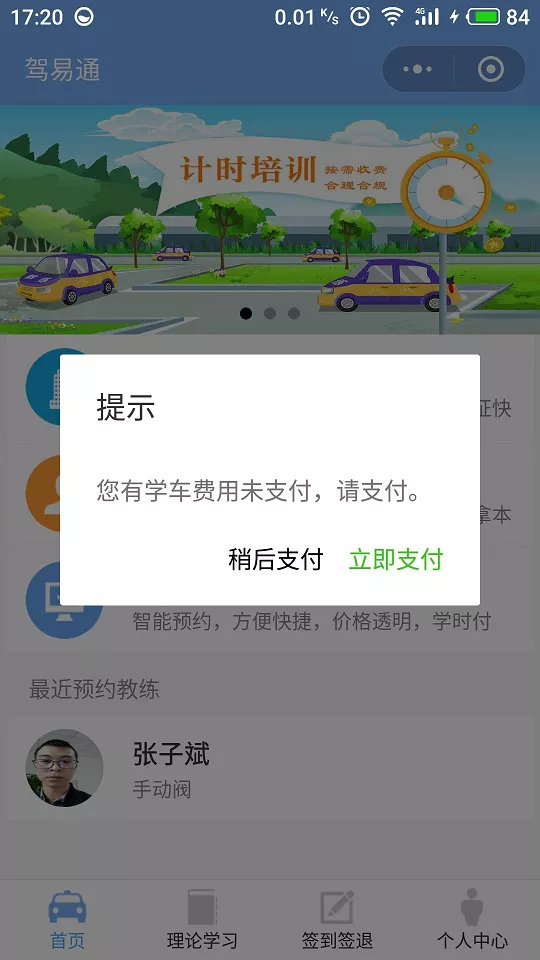 17:20
0.01 K/s
4G
84
驾易通
计时培训
按需收费
合理合规
证快
提示
您有学车费用未支付，请支付。
拿本
稍后支付 立即支付
智能预约，方便快捷，价格透明，学时付
最近预约教练
张子斌
手动阀
首页 理论学习 签到签退 个人中心